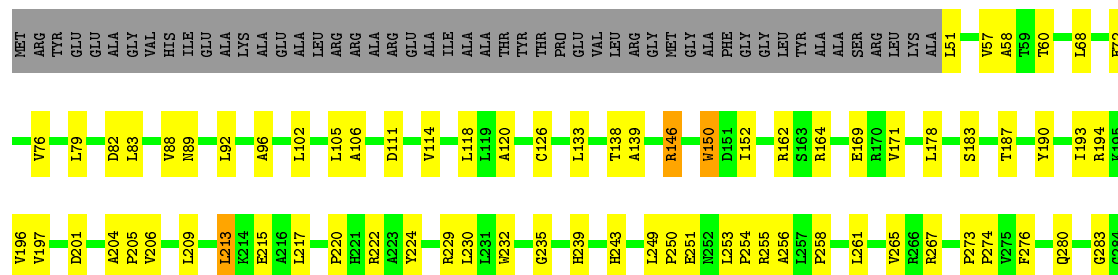 MET ARG TYR GLU GLU ALA GLY VAL HIS ILE GLU ALA LYS ALA GLU ALA LEU ARG ARG ALA ARG GLU ALA ILE ALA ALA THR TYR THR PRO GLU VAL LEU ARG GLY MET GLY ALA PHE GLY GLY LEU TYR ALA ALA SER ARG LEU LYS ALA L51 V57 A58 T59 T60 L68
V76 L79 D82 L83 V88 N89 L92 A96 L102 L105 A106 D111 V114 L118 L119 A120 C126 L133 T138 A139 R146 W150 D151 I152 R162 S163 R164 E169 R170 V171 L178 S183 T187 Y190 I193 R194 K195
V196 V197 D201 A204 P205 V206 L209 L213 K214 E215 A216 L217 P220 H221 R222 A223 Y224 R229 L230 L231 W232 G235 H239 H243 L249 P250 E251 N252 L253 P254 R255 A256 L257 P258 L261 V265 R266 R267 P273 P274 V275 F276 Q280 G283